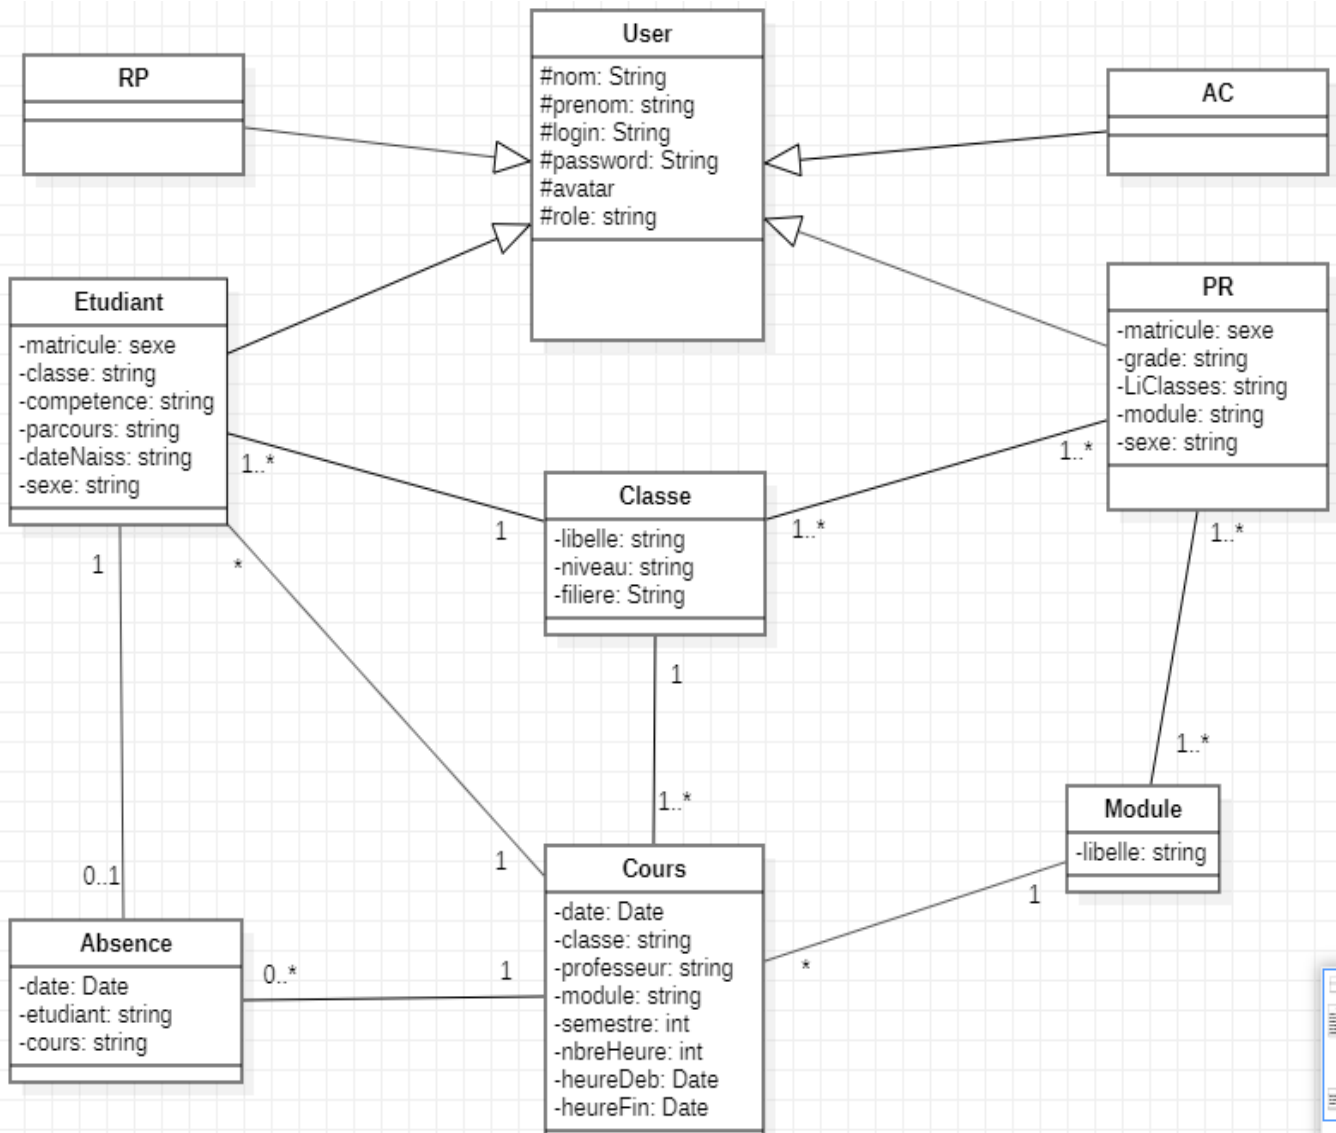 User
#nom: String
#prenom: string
#login: String
#password: String
#avatar
#role: string
RP
AC
Etudiant
-matricule: sexe
-classe: string
-competence: string
-parcours: string
-dateNaiss: string
-sexe: string
PR
-matricule: sexe
-grade: string
-LiClasses: string
-module: string
-sexe: string
1..*
1
1..*
1..*
Classe
-libelle: string
-niveau: string
-filiere: String
1
*
1..*
1
1..*
1..*
Module
-libelle: string
0..1
1
1
*
Cours
-date: Date
-classe: string
-professeur: string
-module: string
-semestre: int
-nbreHeure: int
-heureDeb: Date
-heureFin: Date
Absence
-date: Date
-etudiant: string
-cours: string
0..*
1